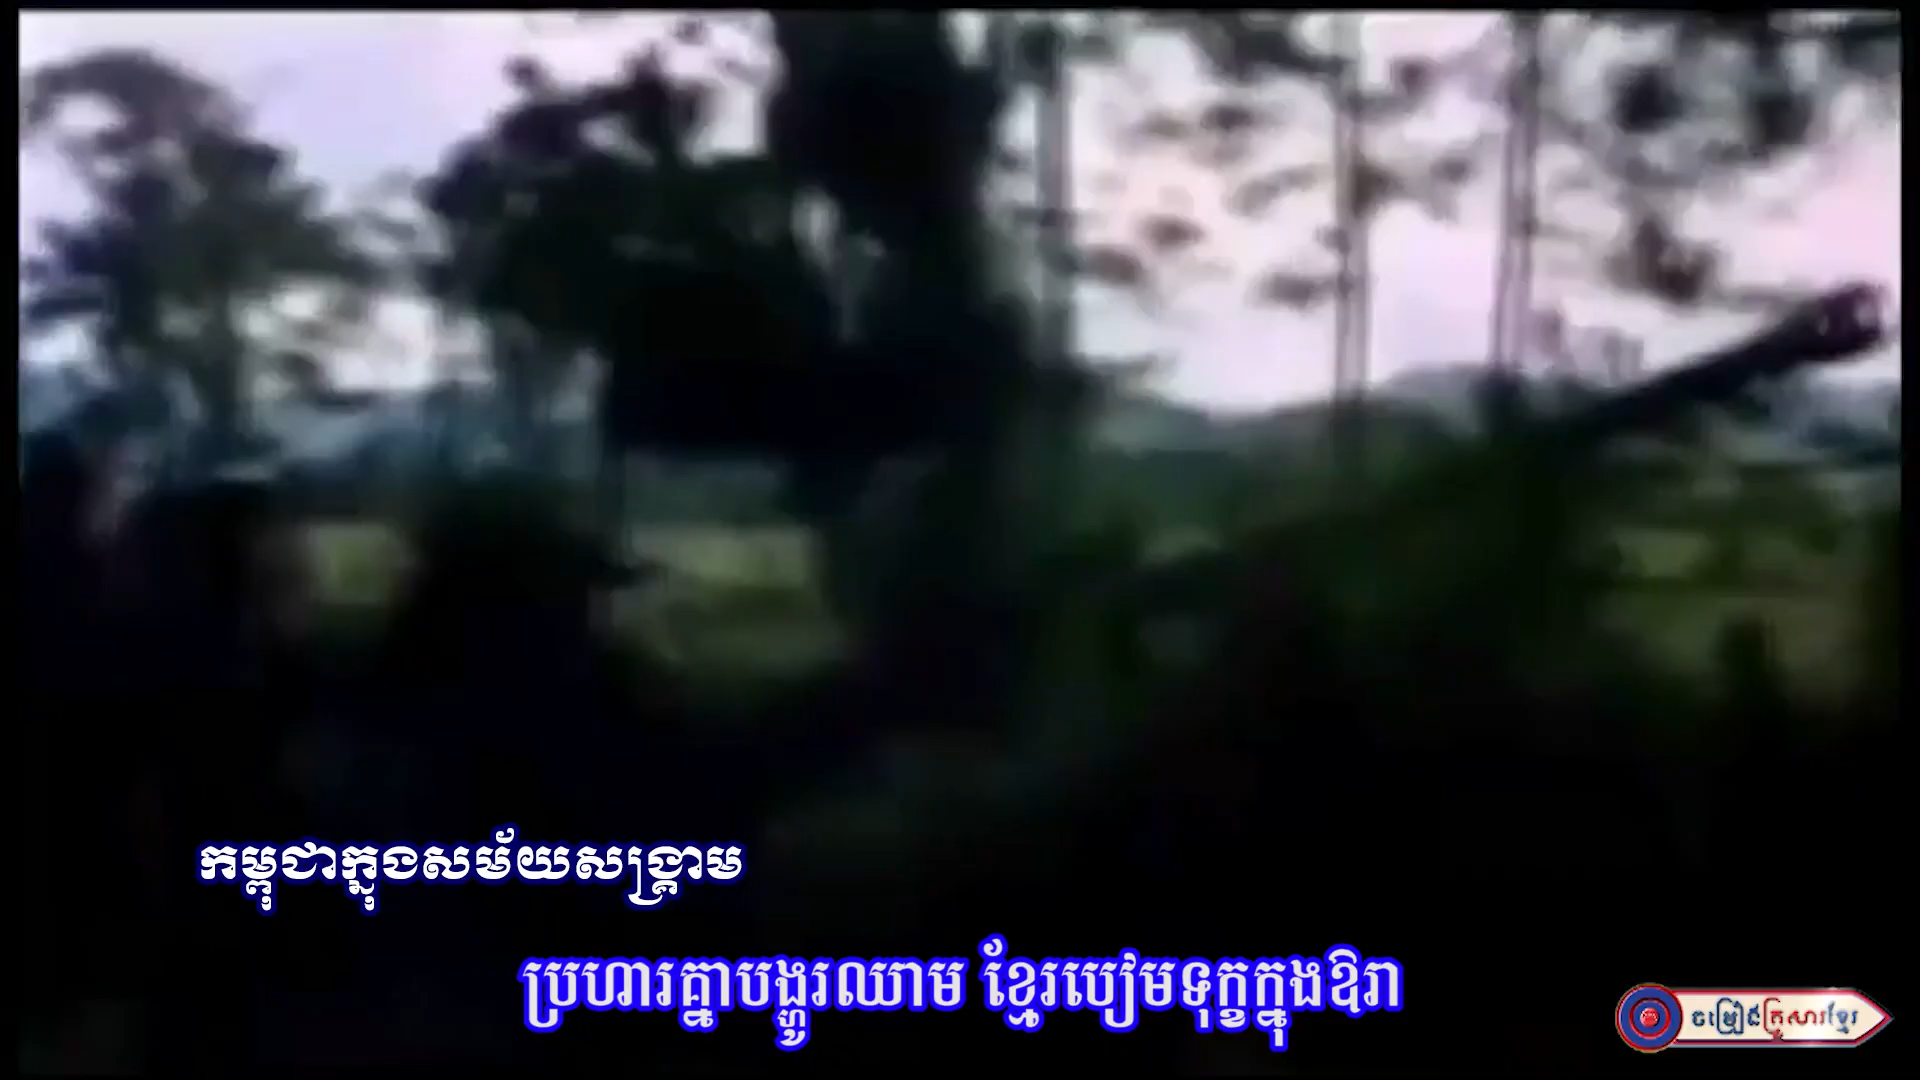 កម្ពុជាក្នុងសម័យសង្គ្រាម
ប្រហារគ្នាបង្ហូរឈាម ខ្មែរបៀមទុក្ខក្នុងឱរា
ចម្រៀងគ្រួសារខ្មែរ